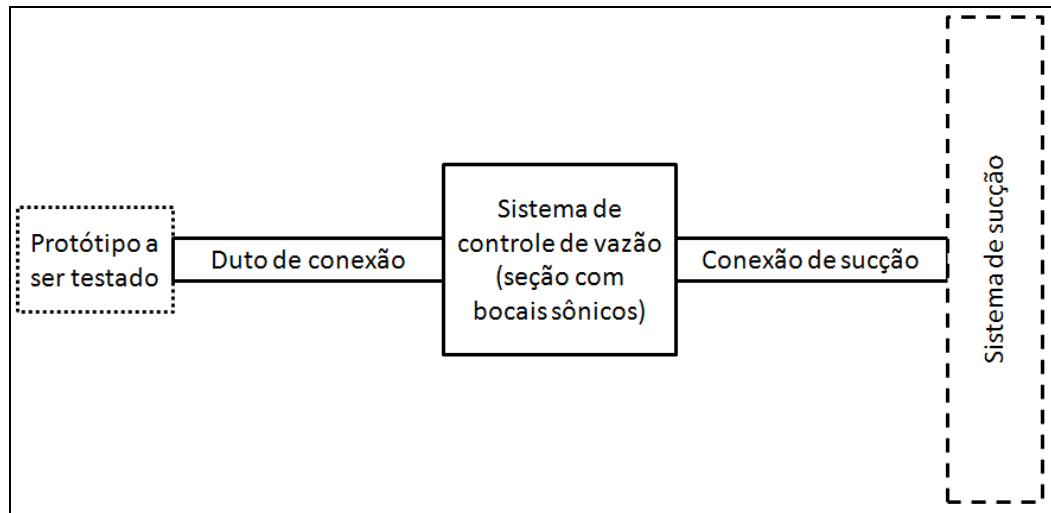 Protótipo a
ser testado
Duto de conexão
Sistema de
controle de vazão
(seção com
bocais sônicos)
Conexão de sucção
Sistema de sucção